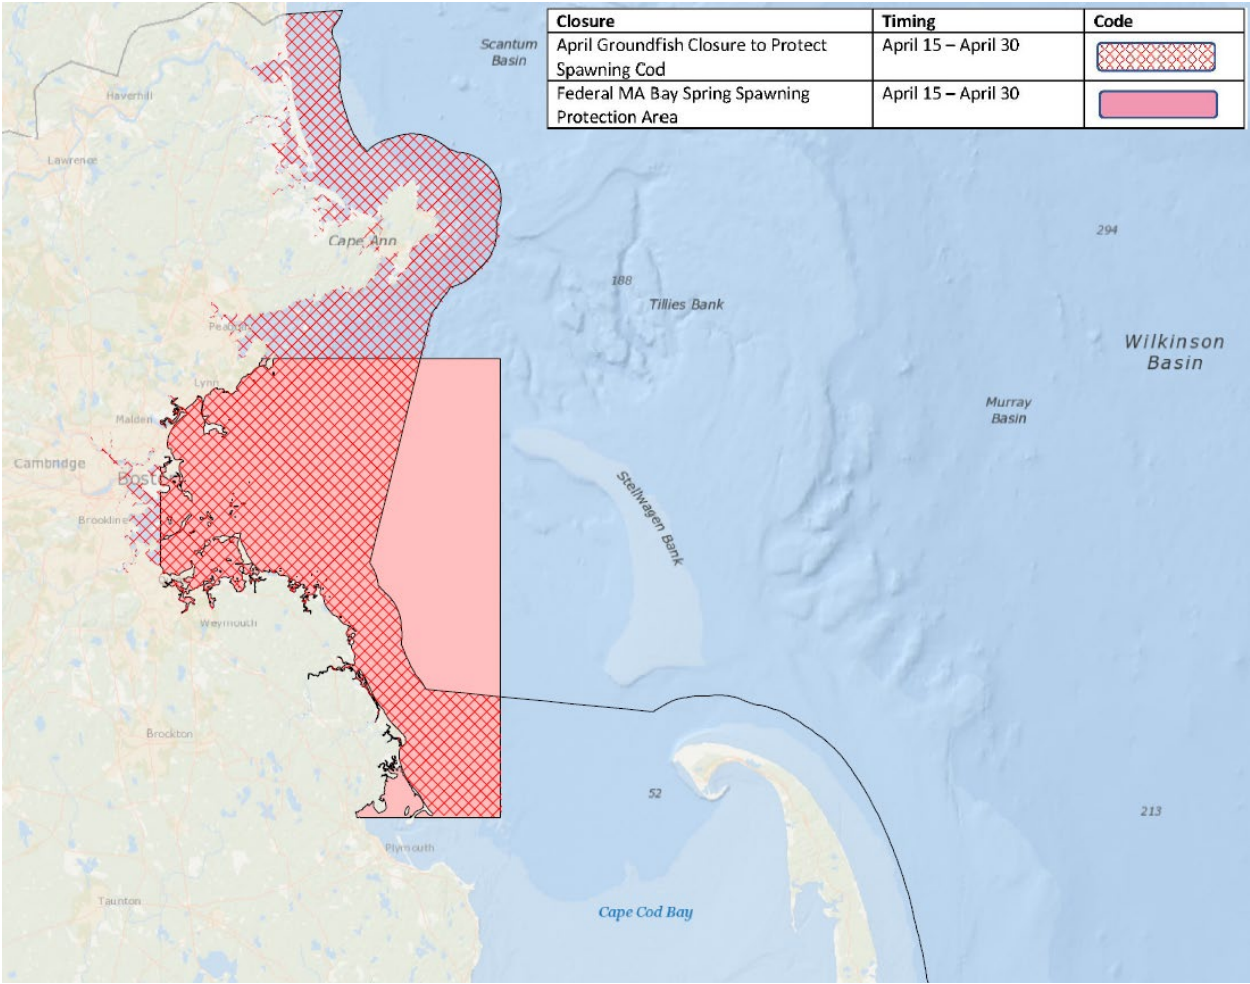 Closure Timing Code
April Groundfish Closure to Protect April 15 – April 30
Spawning Cod
Federal MA Bay Spring Spawning April 15 – April 30
Protection Area
Scantum
Basin
Haverhill
Lawrence
Cape Ann
294
188
Tillies Bank
Wilkinson
Basin
Lynn
Murray
Basin
Malden
Cambridge
Stellwagen Bank
Brookline
Weymouth
Brockton
52
213
Plymouth
Taunton
Cape Cod Bay